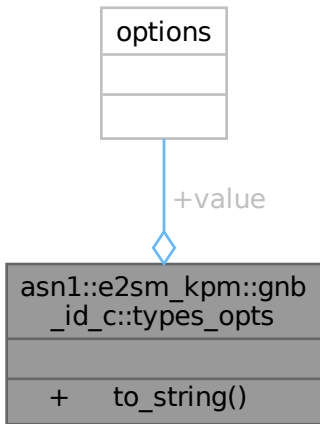 options
+value
asn1::e2sm_kpm::gnb
_id_c::types_opts
+ to_string()